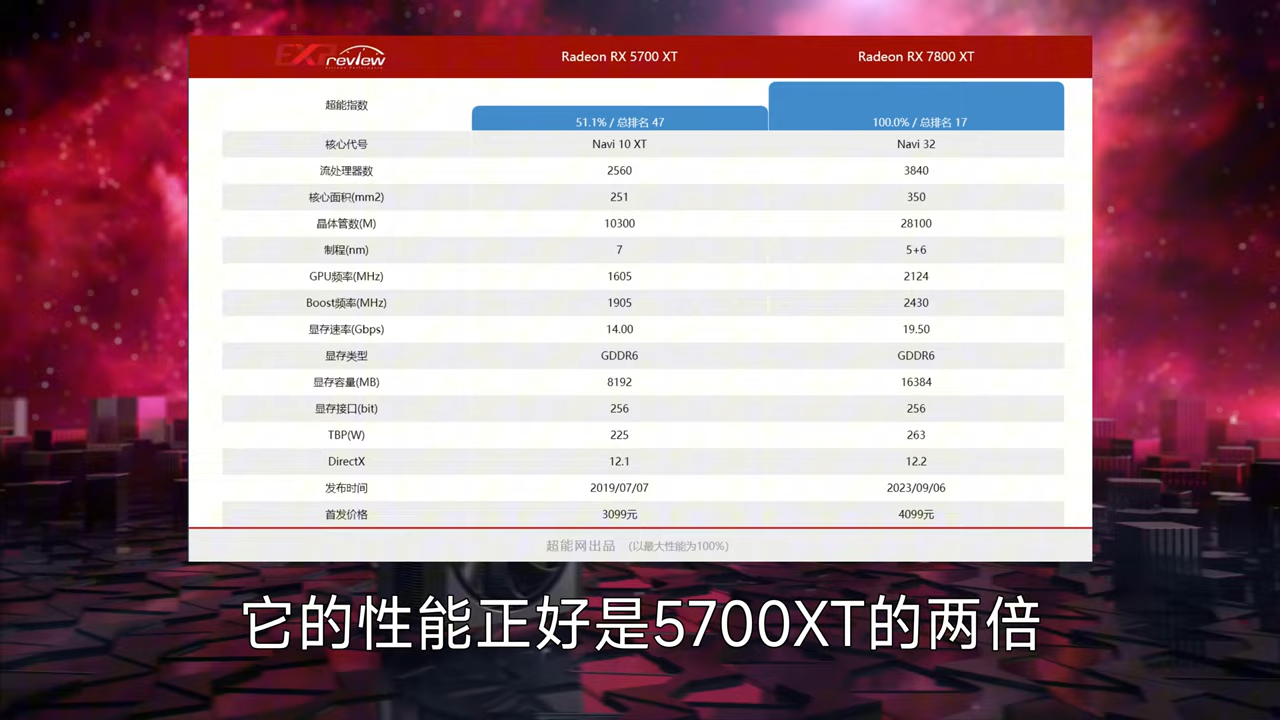 EXPreview Radeon RX 5700 XT Radeon RX 7800 XT
超能指数 51.1% / 总排名 47 100.0% / 总排名 17
核心代号 Navi 10 XT Navi 32
流处理器数 2560 3840
核心面积(mm2) 251 350
晶体管数(M) 10300 28100
制程(nm) 7 5+6
GPU频率(MHz) 1605 2124
Boost频率(MHz) 1905 2430
显存速率(Gbps) 14.00 19.50
显存类型 GDDR6 GDDR6
显存容量(MB) 8192 16384
显存接口(bit) 256 256
TBP(W) 225 263
DirectX 12.1 12.2
发布时间 2019/07/07 2023/09/06
首发价格 3099元 4099元
超能网出品 (以最大性能为100%)
它的性能正好是5700XT的两倍